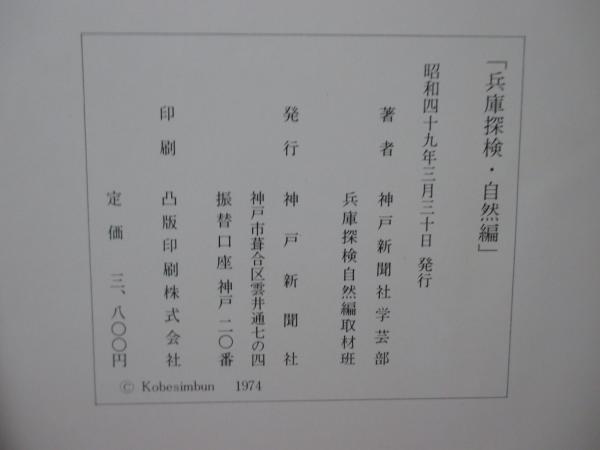 「兵庫探検・自然編」
昭和四十九年三月三十日 発行
著者 神戸新聞社学芸部
兵庫探検自然編取材班
発行 神戸新聞社
神戸市葺合区雲井通七の四
振替口座 神戸 二〇番
印刷 凸版印刷株式会社
定価 三、八〇〇円
© Kobesimbun 1974